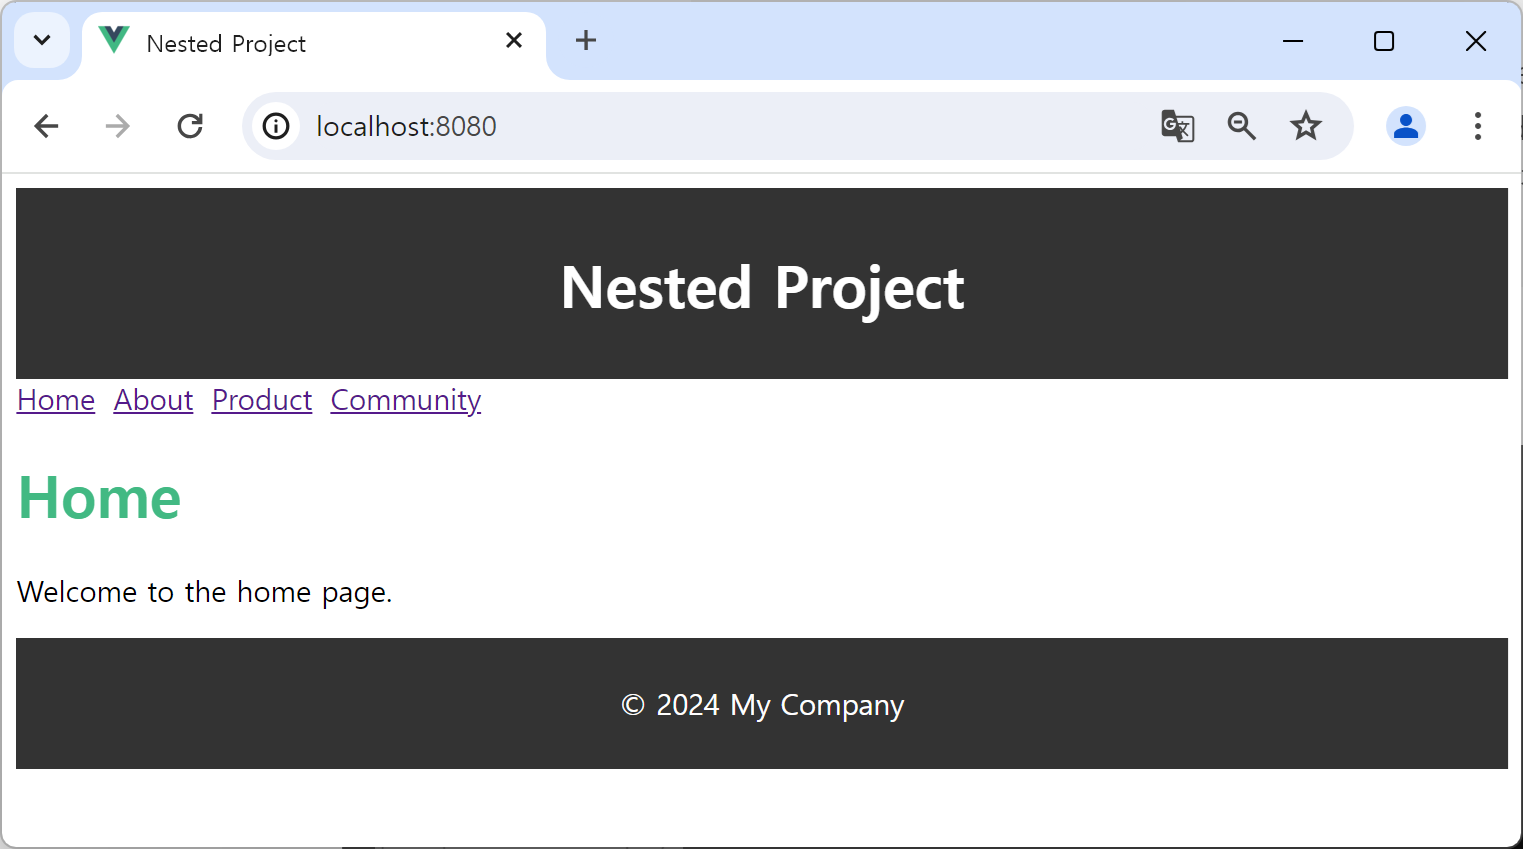 Nested Project
localhost:8080
Nested Project
Home About Product Community
Home
Welcome to the home page.
© 2024 My Company